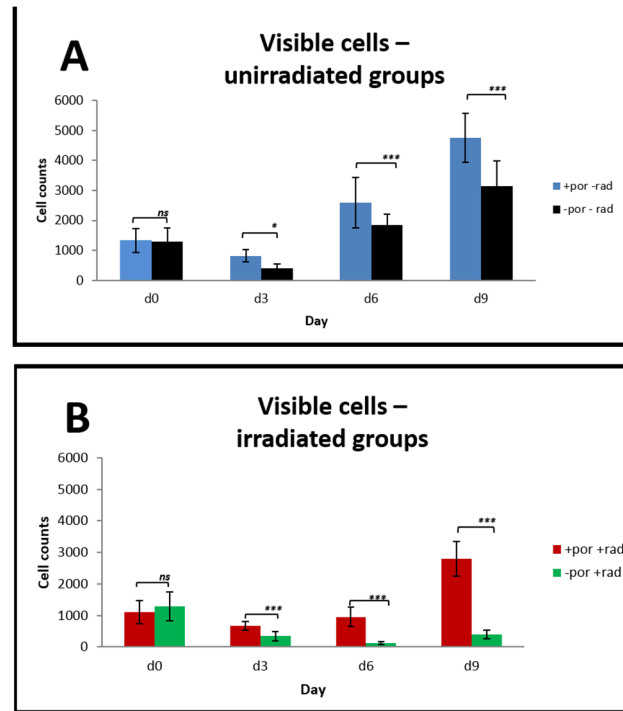 A
Visible cells –
unirradiated groups
6000
5000
4000
3000
2000
1000
0
Cell counts
ns
*
***
***
d0 d3 d6 d9
Day
+por -rad
-por - rad
B
Visible cells –
irradiated groups
6000
5000
4000
3000
2000
1000
0
Cell counts
ns
***
***
***
d0 d3 d6 d9
Day
+por +rad
-por +rad